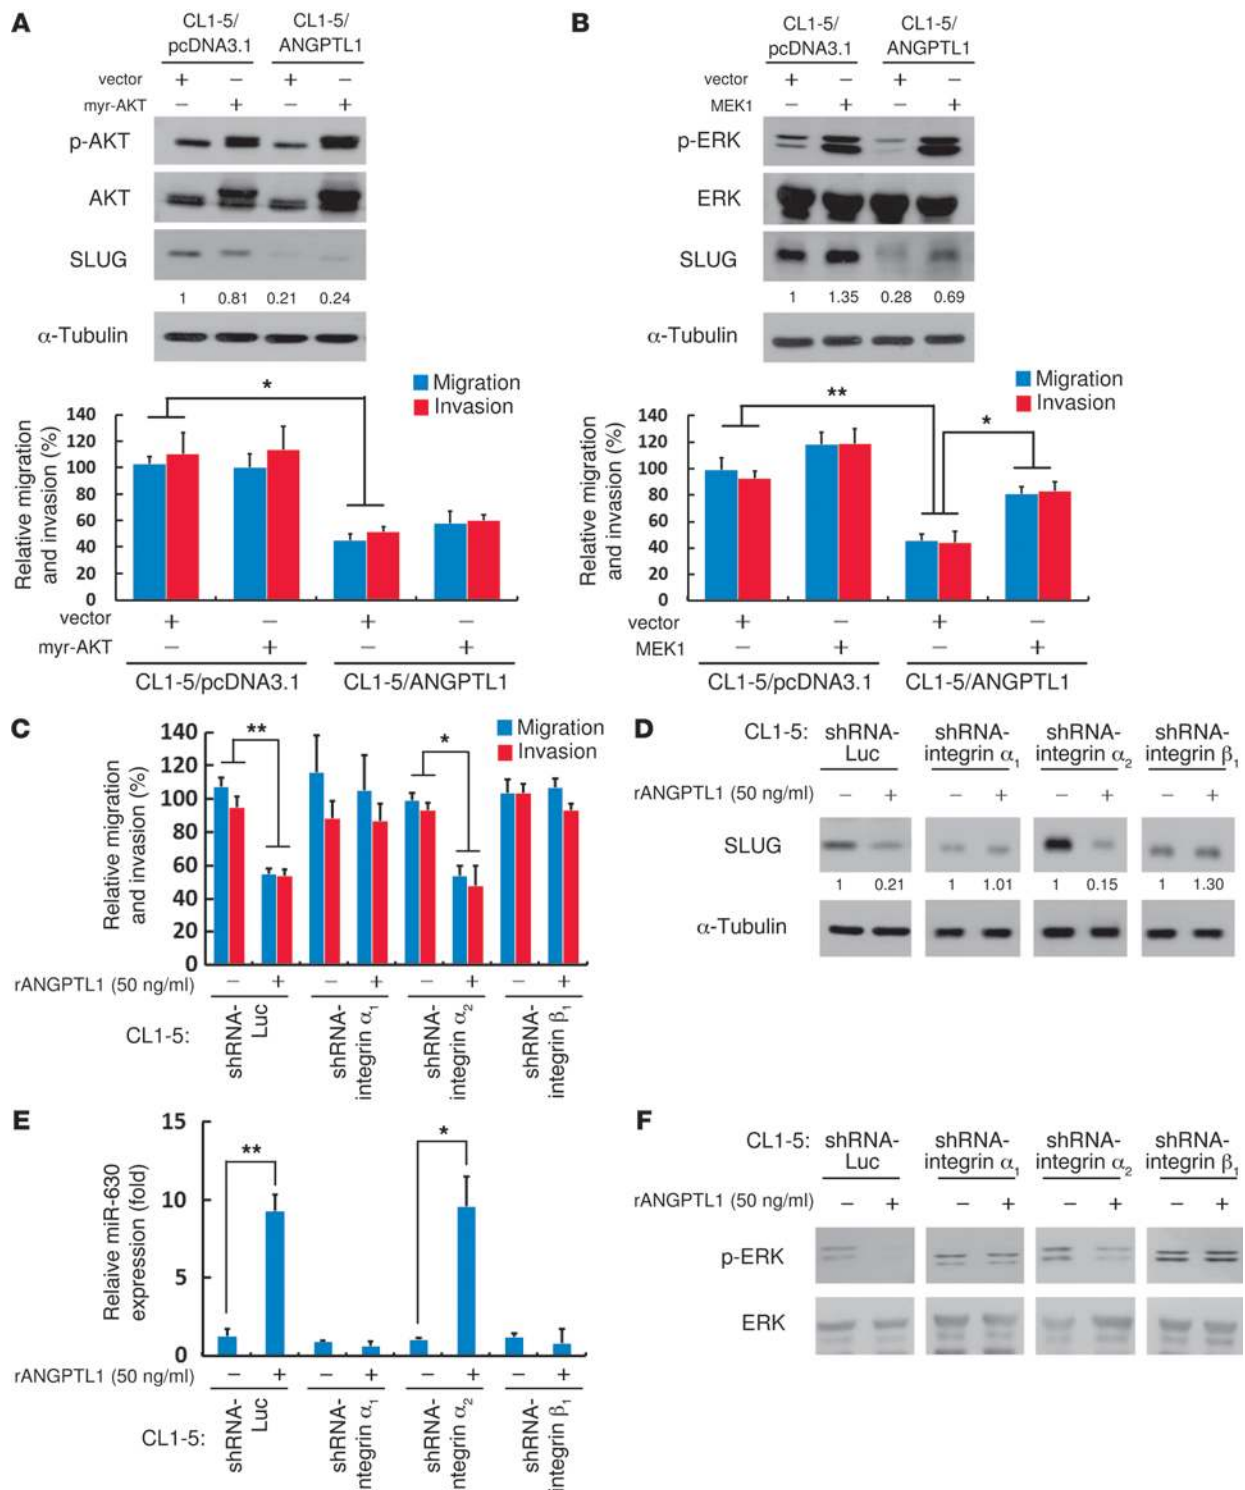 A
CL1-5/ CL1-5/
pcDNA3.1 ANGPTL1
vector + – + –
myr-AKT – + – +
p-AKT
AKT
SLUG
1 0.81 0.21 0.24
α-Tubulin
Migration
Invasion
*
Relative migration
and invasion (%)
140
120
100
80
60
40
20
0
vector + – + –
myr-AKT – + – +
CL1-5/pcDNA3.1 CL1-5/ANGPTL1
B
CL1-5/ CL1-5/
pcDNA3.1 ANGPTL1
vector + – + –
MEK1 – + – +
p-ERK
ERK
SLUG
1 1.35 0.28 0.69
α-Tubulin
Migration
Invasion
** *
Relative migration
and invasion (%)
140
120
100
80
60
40
20
0
vector + – + –
MEK1 – + – +
CL1-5/pcDNA3.1 CL1-5/ANGPTL1
C
Migration
Invasion
** *
Relative migration
and invasion (%)
140
120
100
80
60
40
20
0
rANGPTL1 (50 ng/ml) – + – + – + – +
CL1-5:
shRNA-
Luc
shRNA-
integrin α1
shRNA-
integrin α2
shRNA-
integrin β1
D
CL1-5: shRNA- shRNA- shRNA- shRNA-
Luc integrin α1 integrin α2 integrin β1
rANGPTL1 (50 ng/ml) – + – + – + – +
SLUG
1 0.21 1 1.01 1 0.15 1 1.30
α-Tubulin
E
** *
Relaive miR-630
expression (fold)
15
10
5
0
rANGPTL1 (50 ng/ml) – + – + – + – +
CL1-5:
shRNA-
Luc
shRNA-
ntegrin α1
shRNA-
ntegrin α2
shRNA-
integrin β1
F
CL1-5: shRNA- shRNA- shRNA- shRNA-
Luc integrin α1 integrin α2 integrin β1
rANGPTL1 (50 ng/ml) – + – + – + – +
p-ERK
ERK